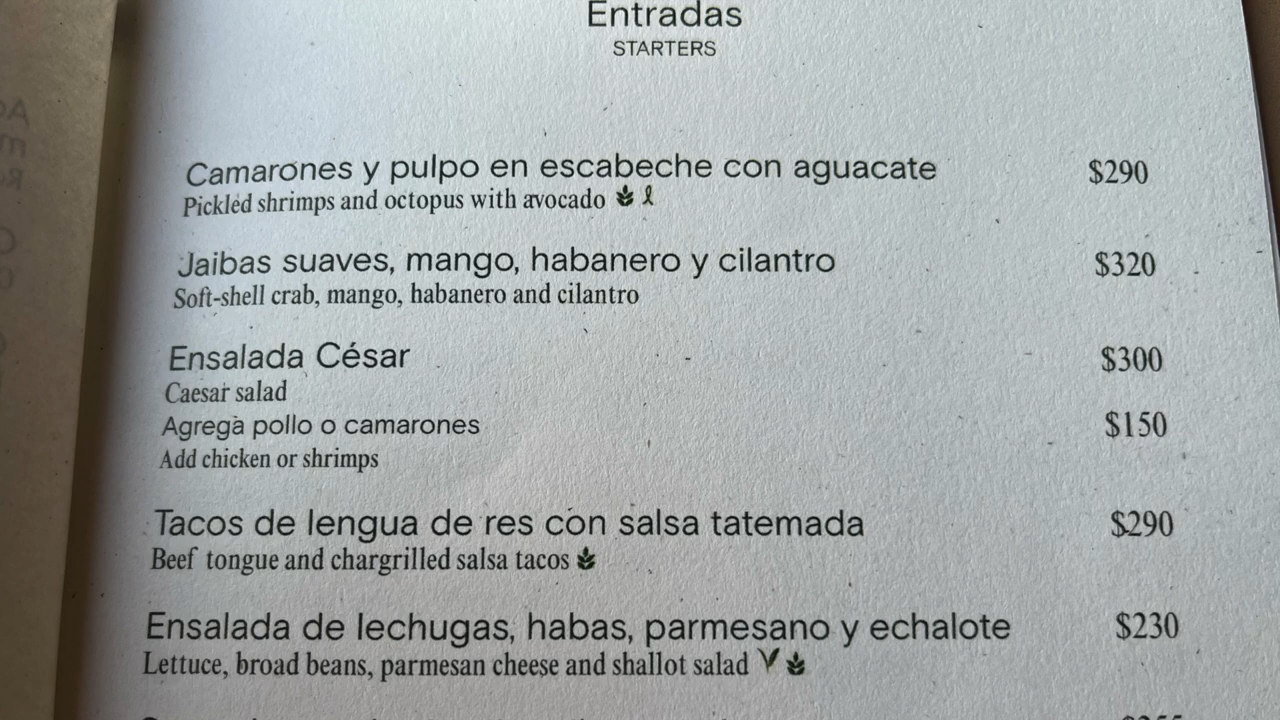 Entradas
STARTERS
Camarones y pulpo en escabeche con aguacate $290
Pickled shrimps and octopus with avocado
Jaibas suaves, mango, habanero y cilantro $320
Soft-shell crab, mango, habanero and cilantro
Ensalada César $300
Caesar salad
Agrega pollo o camarones $150
Add chicken or shrimps
Tacos de lengua de res con salsa tatemada $290
Beef tongue and chargrilled salsa tacos
Ensalada de lechugas, habas, parmesano y echalote $230
Lettuce, broad beans, parmesan cheese and shallot salad